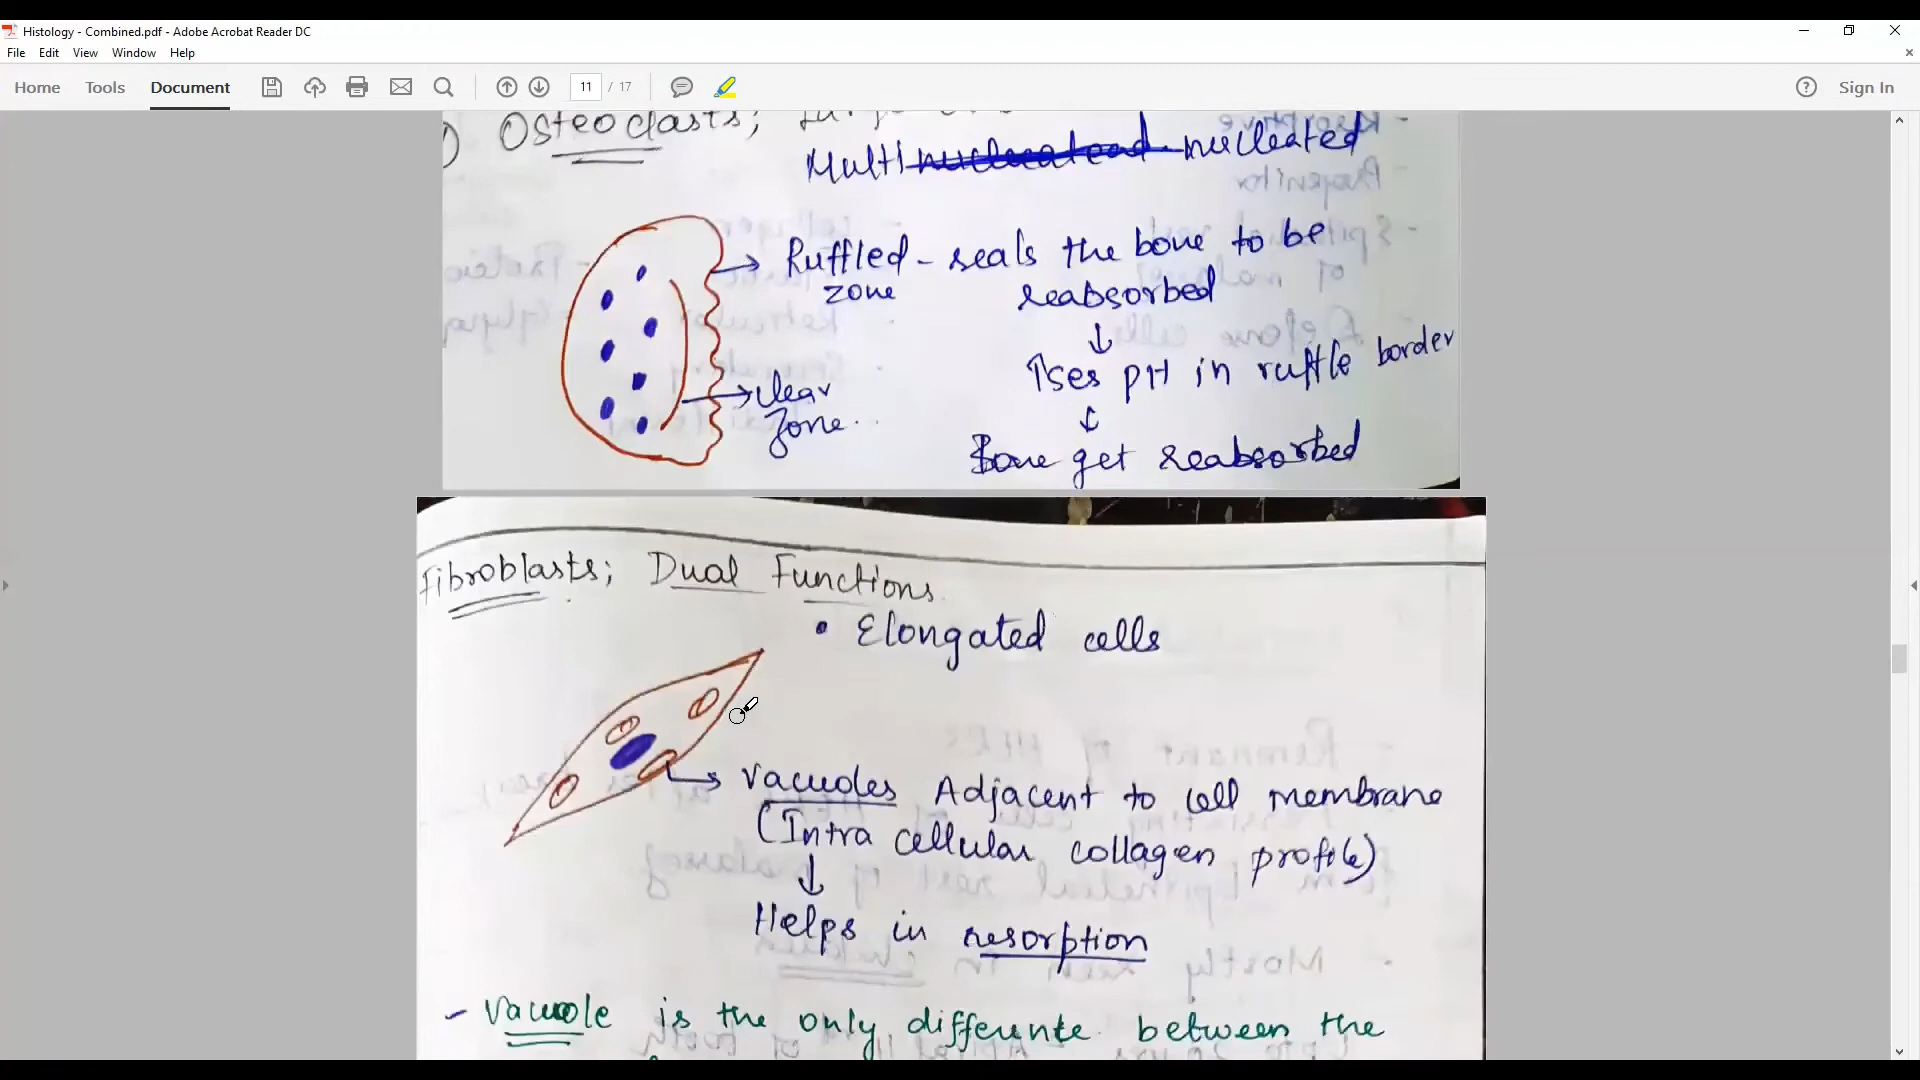 Histology - Combined.pdf - Adobe Acrobat Reader DC
File Edit View Window Help
Home Tools Document 11 / 17 Sign In
) Osteoclasts;
Multi nucleated
Ruffled - seals the bone to be
zone reabsorbed
↓
↑ses pH in ruffle border
↓
Bone get reabsorbed
clear
zone
Fibroblasts; Dual Functions
• Elongated cells
Vacuoles Adjacent to cell membrane
(Intra cellular collagen profile)
↓
Helps in resorption
- Vacuole is the only differente between the